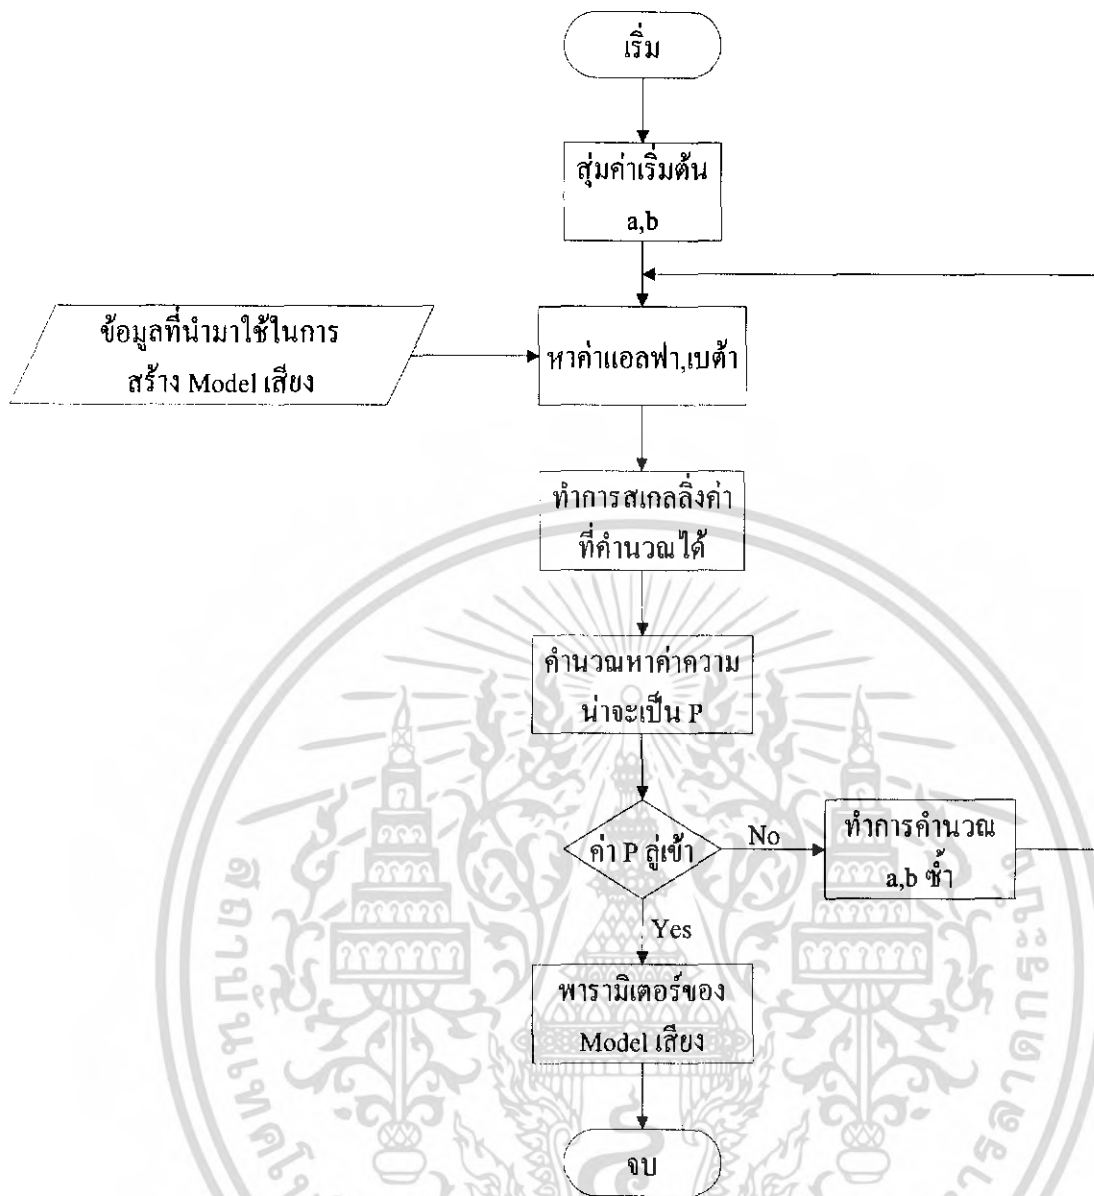 เริ่ม
สุ่มค่าเริ่มต้น
a,b
ข้อมูลที่นำมาใช้ในการ
สร้าง Model เสียง
หาค่าแอลฟา,เบต้า
ทำการสเกลลิ่งค่า
ที่คำนวณได้
คำนวณหาค่าความ
น่าจะเป็น P
ค่า P ลู่เข้า
No
ทำการคำนวณ
a,b ซ้ำ
Yes
พารามิเตอร์ของ
Model เสียง
จบ